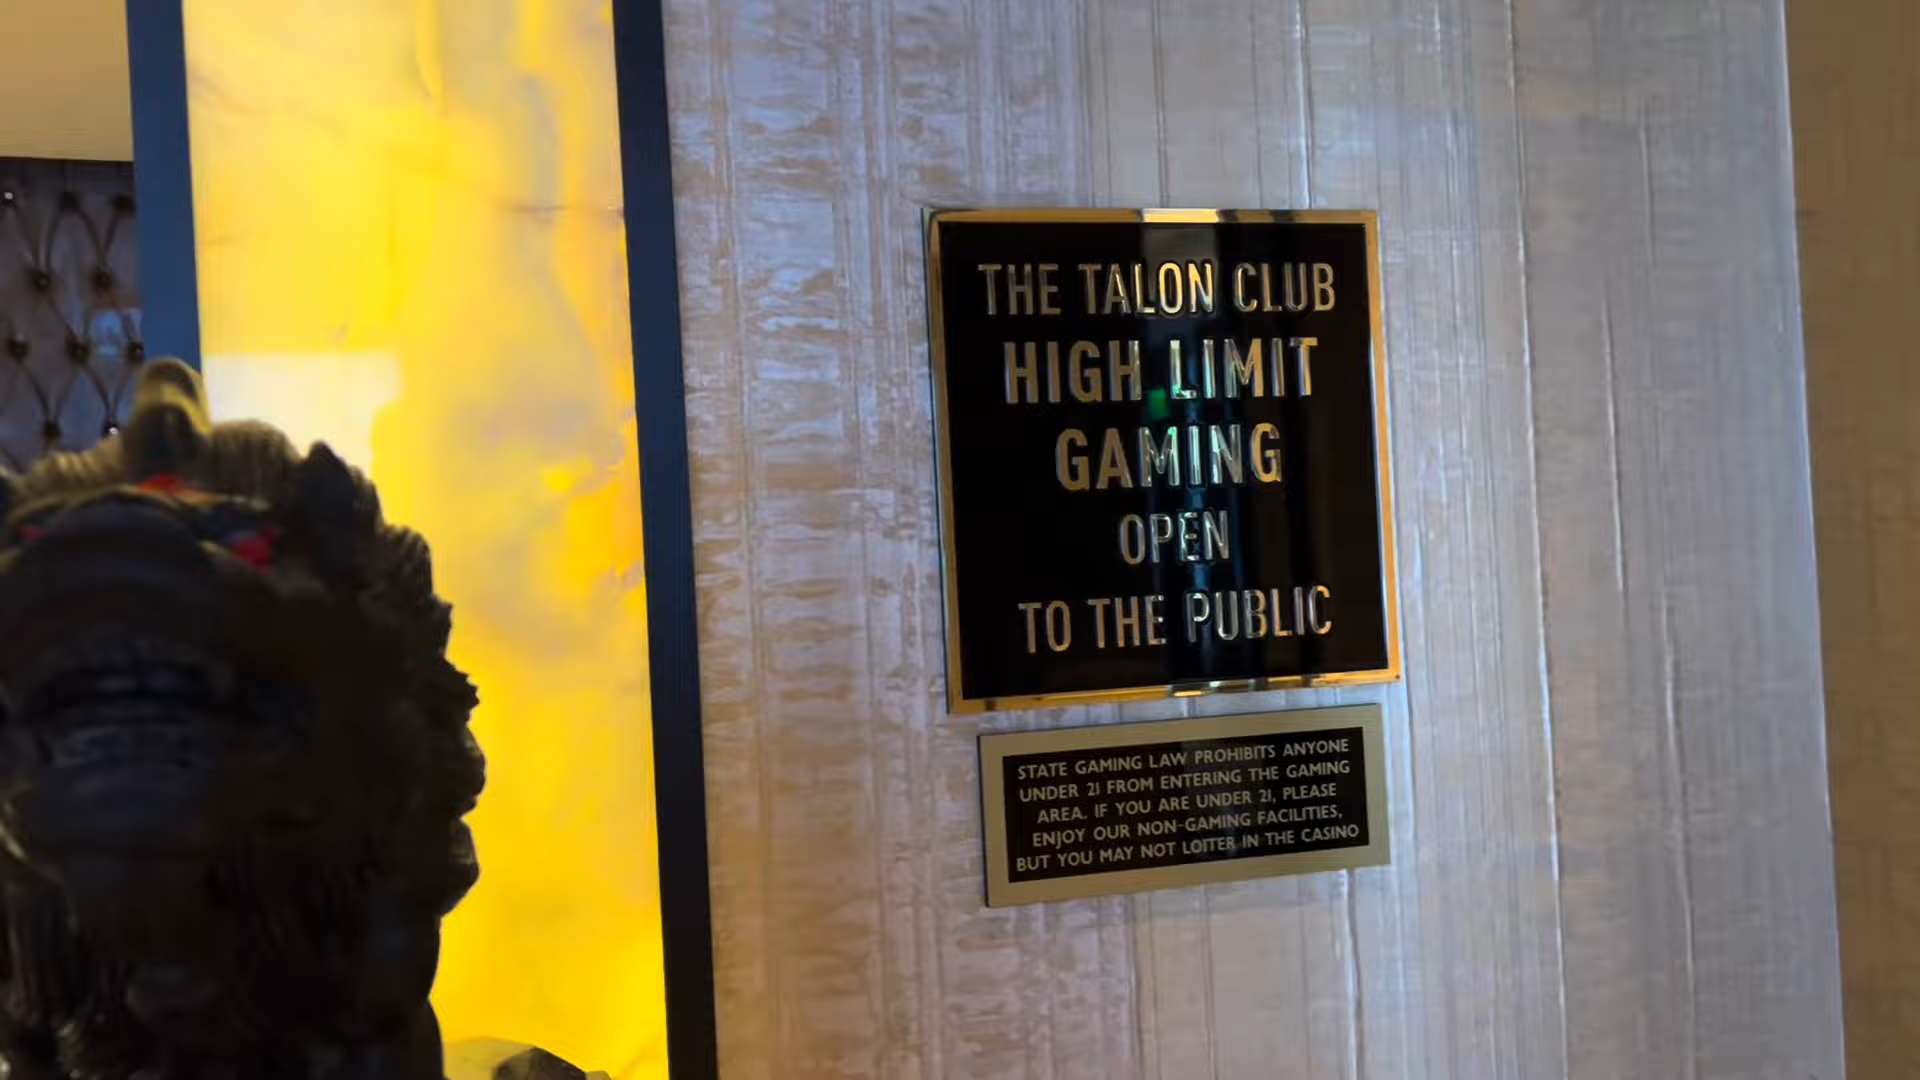 THE TALON CLUB
HIGH LIMIT
GAMING
OPEN
TO THE PUBLIC
STATE GAMING LAW PROHIBITS ANYONE
UNDER 21 FROM ENTERING THE GAMING
AREA. IF YOU ARE UNDER 21, PLEASE
ENJOY OUR NON-GAMING FACILITIES,
BUT YOU MAY NOT LOITER IN THE CASINO